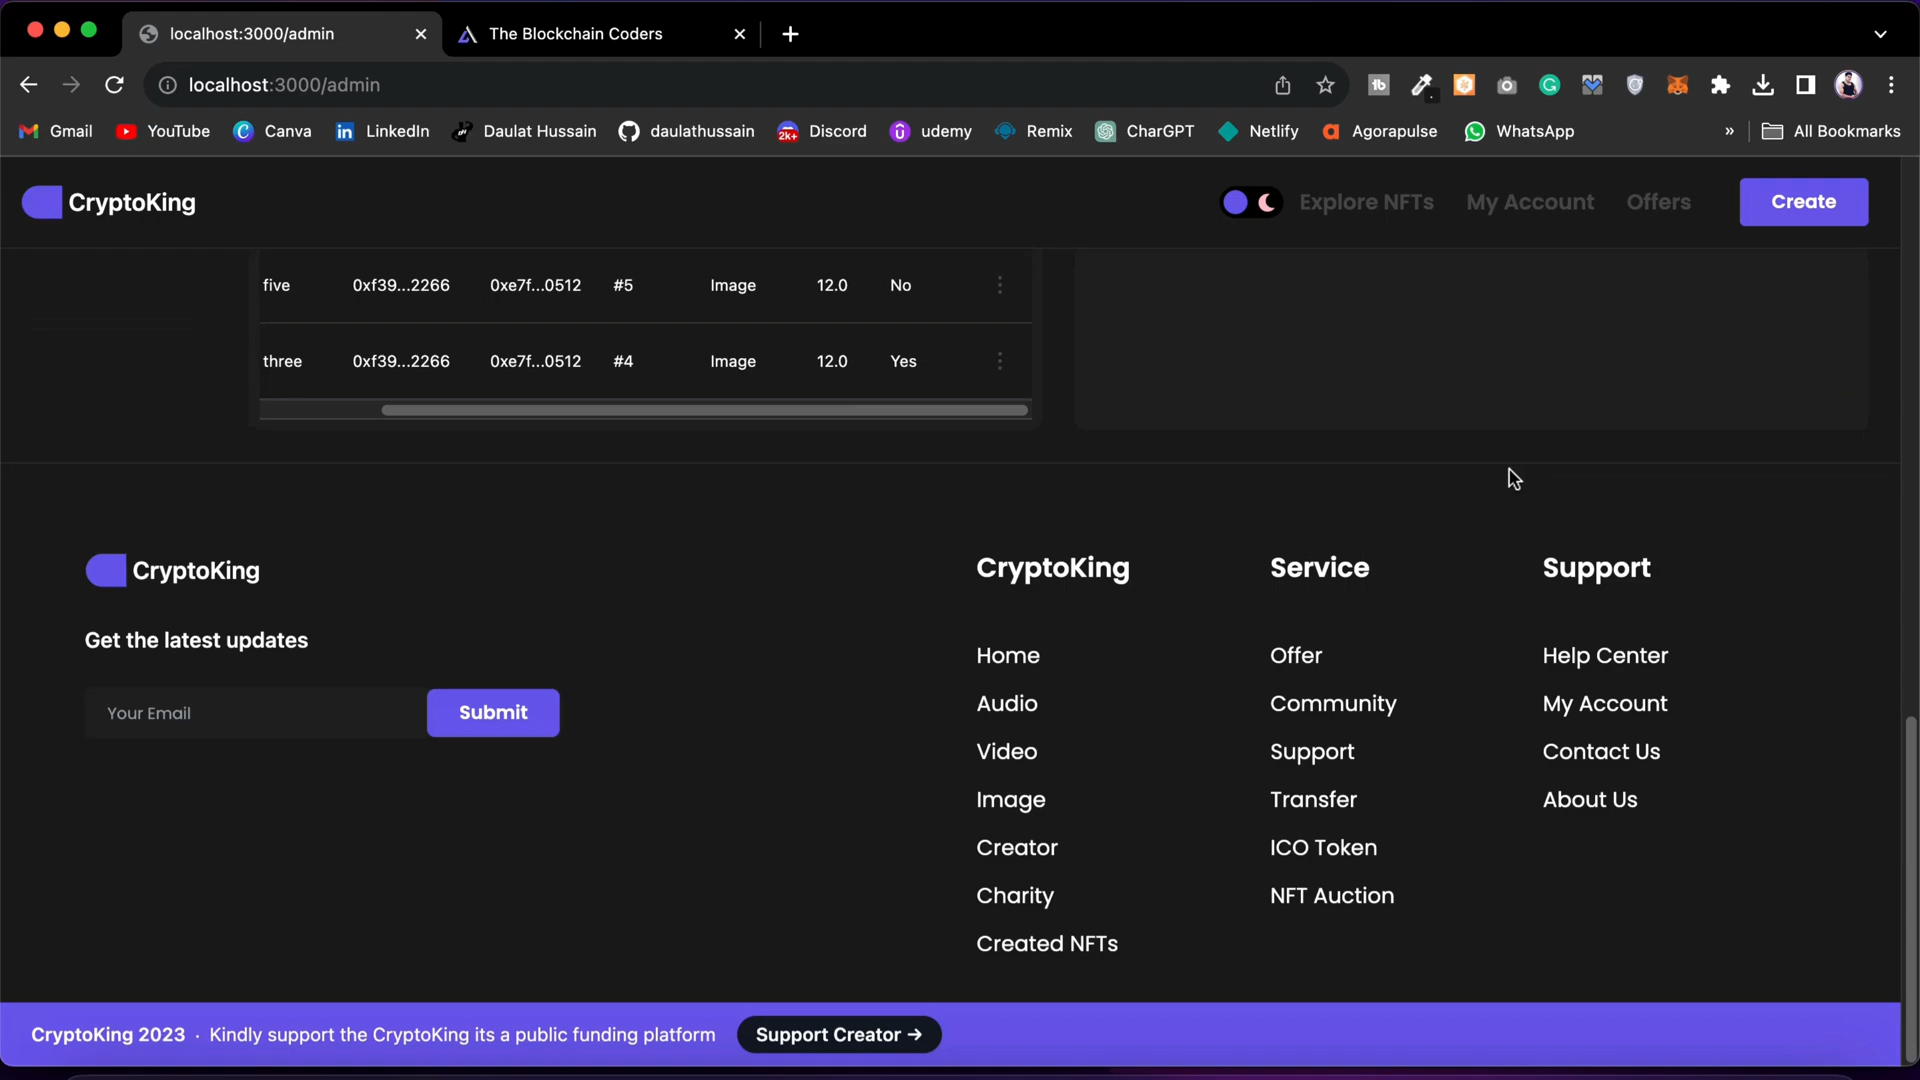 localhost:3000/admin
The Blockchain Coders
localhost:3000/admin
Gmail YouTube Canva LinkedIn Daulat Hussain daulathussain 2k+ Discord udemy Remix CharGPT Netlify Agorapulse WhatsApp » All Bookmarks
CryptoKing
Explore NFTs My Account Offers Create
five 0xf39...2266 0xe7f...0512 #5 Image 12.0 No
three 0xf39...2266 0xe7f...0512 #4 Image 12.0 Yes
CryptoKing
Get the latest updates
Your Email Submit
CryptoKing
Home
Audio
Video
Image
Creator
Charity
Created NFTs
Service
Offer
Community
Support
Transfer
ICO Token
NFT Auction
Support
Help Center
My Account
Contact Us
About Us
CryptoKing 2023 · Kindly support the CryptoKing its a public funding platform Support Creator →